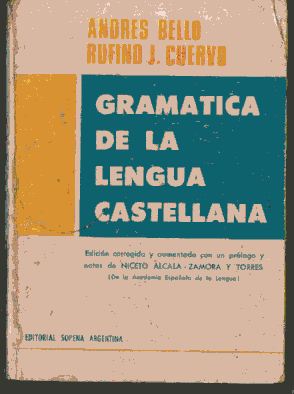 ANDRES BELLO
RUFINO J. CUERVO
GRAMATICA
DE LA
LENGUA
CASTELLANA
Edición corregida y aumentada con un prólogo y
notas de NICETO ALCALA-ZAMORA Y TORRES
(De la Academia Española de la Lengua)
EDITORIAL SOPENA ARGENTINA